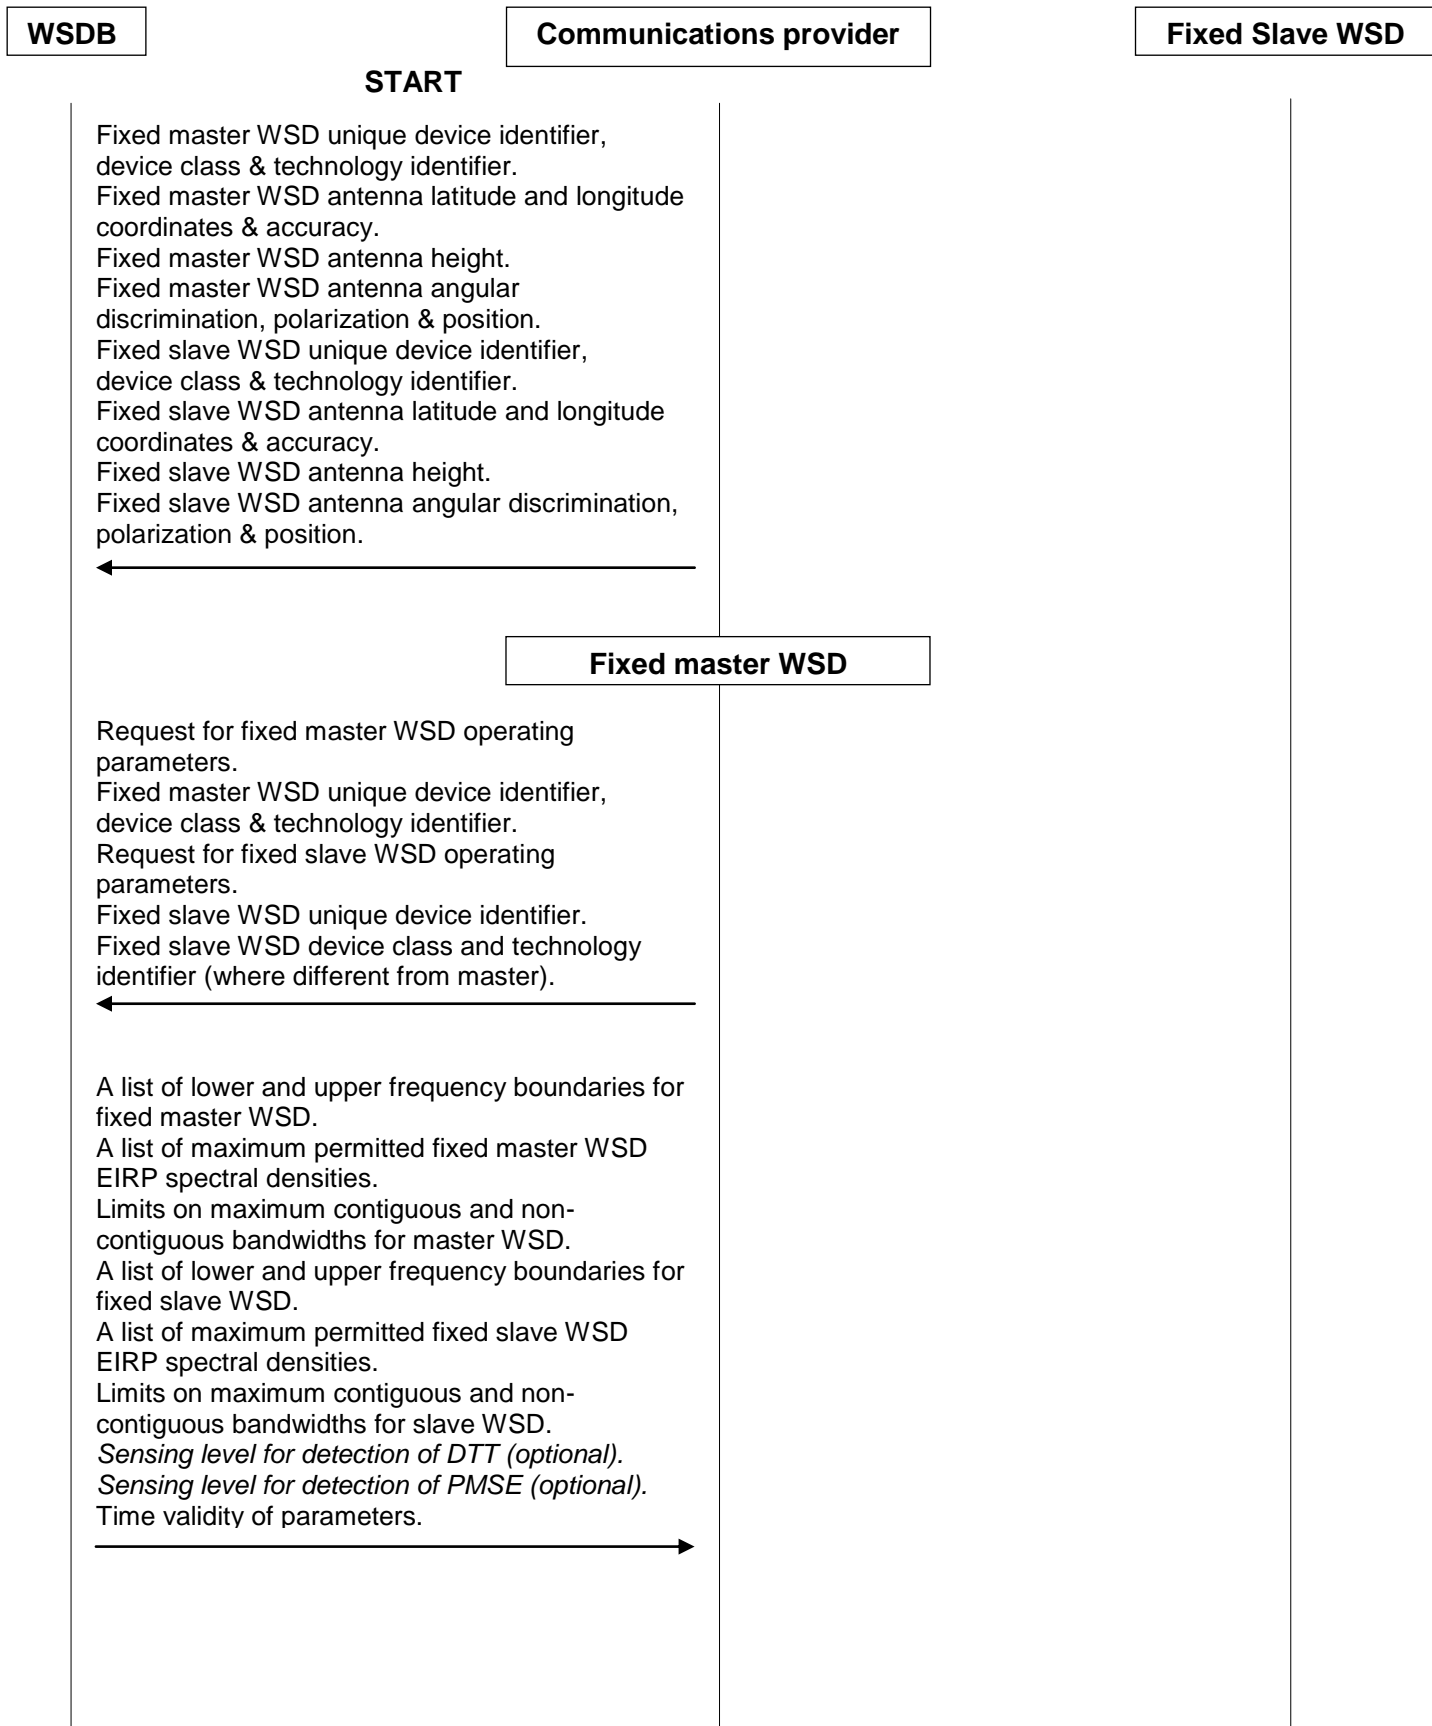 WSDB
Communications provider
Fixed Slave WSD
START
Fixed master WSD unique device identifier,
device class & technology identifier.
Fixed master WSD antenna latitude and longitude
coordinates & accuracy.
Fixed master WSD antenna height.
Fixed master WSD antenna angular
discrimination, polarization & position.
Fixed slave WSD unique device identifier,
device class & technology identifier.
Fixed slave WSD antenna latitude and longitude
coordinates & accuracy.
Fixed slave WSD antenna height.
Fixed slave WSD antenna angular discrimination,
polarization & position.
Fixed master WSD
Request for fixed master WSD operating
parameters.
Fixed master WSD unique device identifier,
device class & technology identifier.
Request for fixed slave WSD operating
parameters.
Fixed slave WSD unique device identifier.
Fixed slave WSD device class and technology
identifier (where different from master).
A list of lower and upper frequency boundaries for
fixed master WSD.
A list of maximum permitted fixed master WSD
EIRP spectral densities.
Limits on maximum contiguous and non-
contiguous bandwidths for master WSD.
A list of lower and upper frequency boundaries for
fixed slave WSD.
A list of maximum permitted fixed slave WSD
EIRP spectral densities.
Limits on maximum contiguous and non-
contiguous bandwidths for slave WSD.
Sensing level for detection of DTT (optional).
Sensing level for detection of PMSE (optional).
Time validity of parameters.